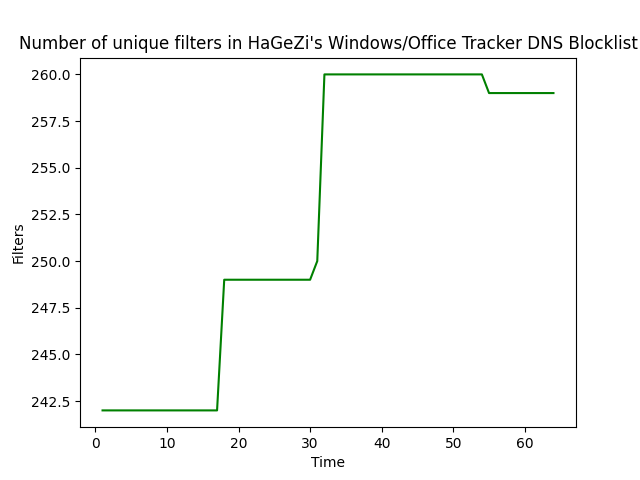 Number of unique filters in HaGeZi's Windows/Office Tracker DNS Blocklist
260.0
257.5
255.0
252.5
250.0
247.5
245.0
242.5
Filters
0 10 20 30 40 50 60
Time